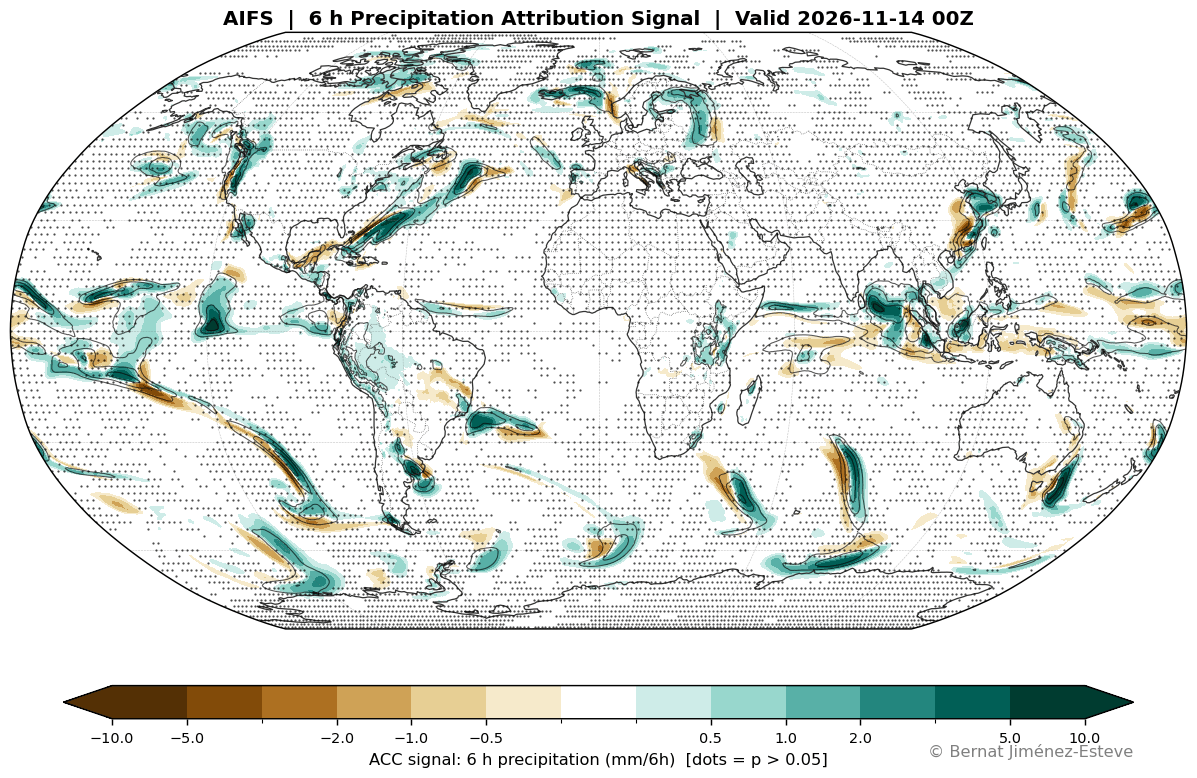 AIFS | 6 h Precipitation Attribution Signal | Valid 2026-11-14 00Z
−10.0 −5.0 −2.0 −1.0 −0.5 0.5 1.0 2.0 5.0 10.0
ACC signal: 6 h precipitation (mm/6h) [dots = p > 0.05]
© Bernat Jiménez-Esteve